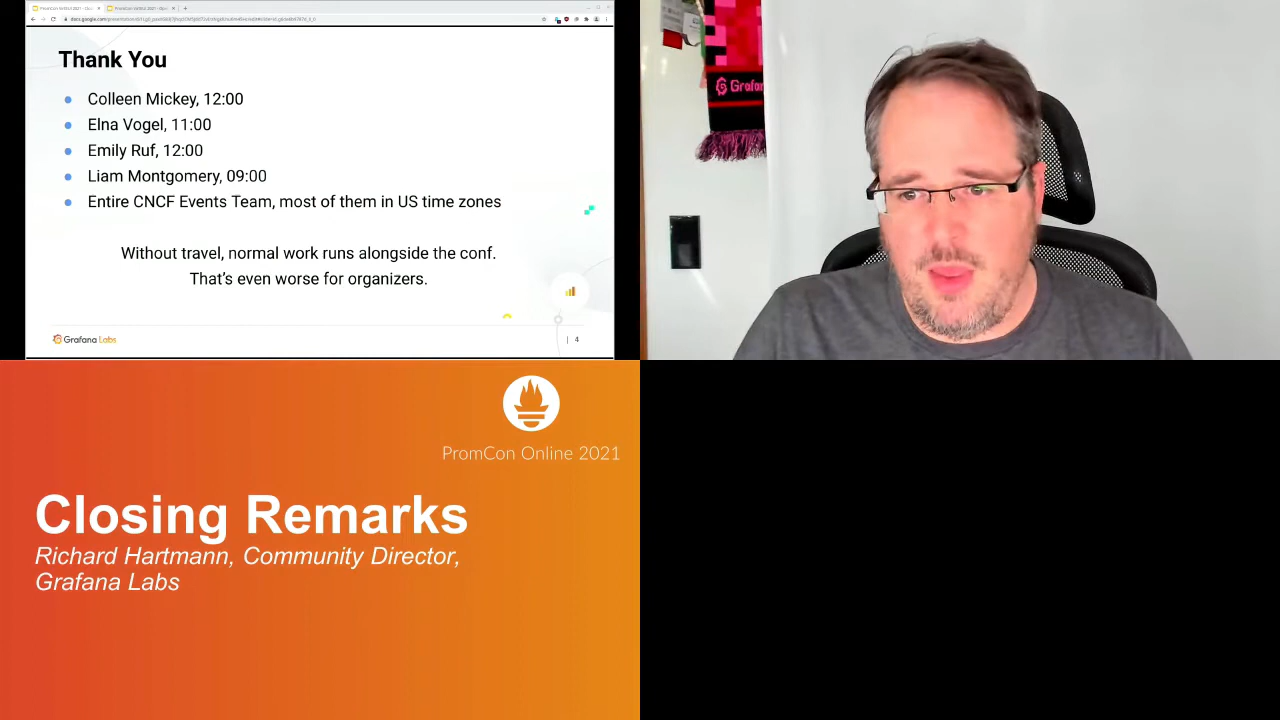 Thank You
Colleen Mickey, 12:00
Elna Vogel, 11:00
Emily Ruf, 12:00
Liam Montgomery, 09:00
Entire CNCF Events Team, most of them in US time zones
Without travel, normal work runs alongside the conf.
That's even worse for organizers.
Grafana Labs
| 4
Grafan
PromCon Online 2021
Closing Remarks
Richard Hartmann, Community Director,
Grafana Labs